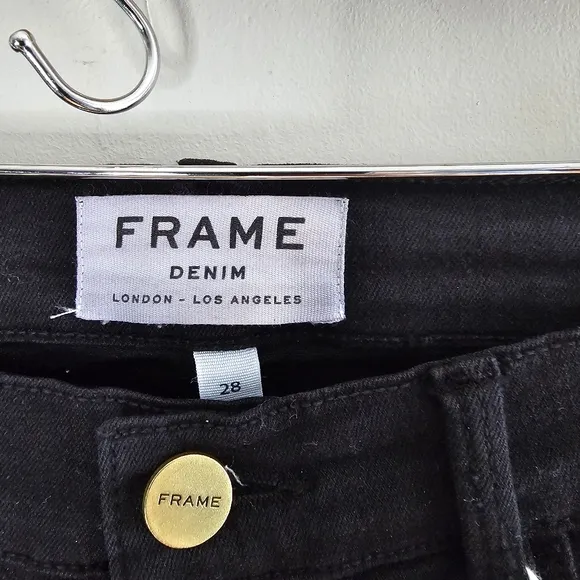 FRAME
DENIM
LONDON - LOS ANGELES
28
FRAME